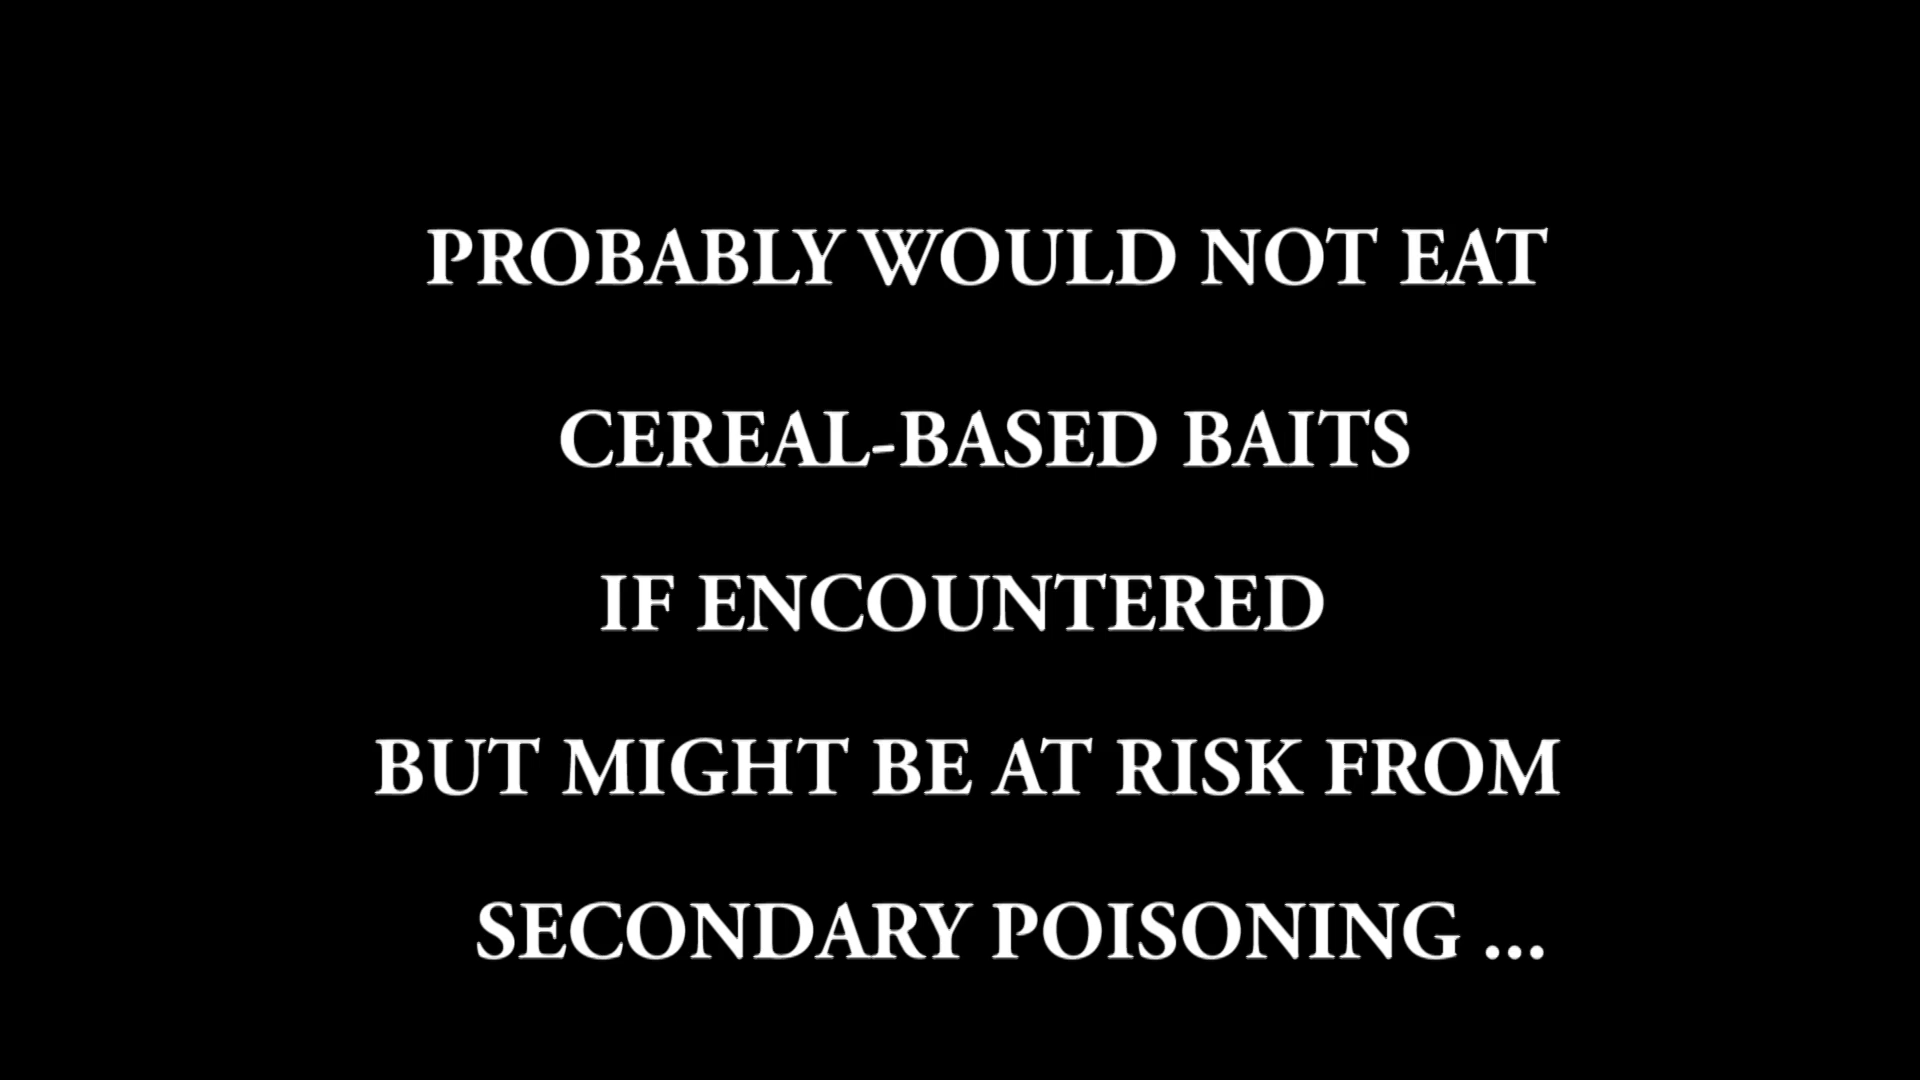 PROBABLY WOULD NOT EAT
CEREAL-BASED BAITS
IF ENCOUNTERED
BUT MIGHT BE AT RISK FROM
SECONDARY POISONING ...